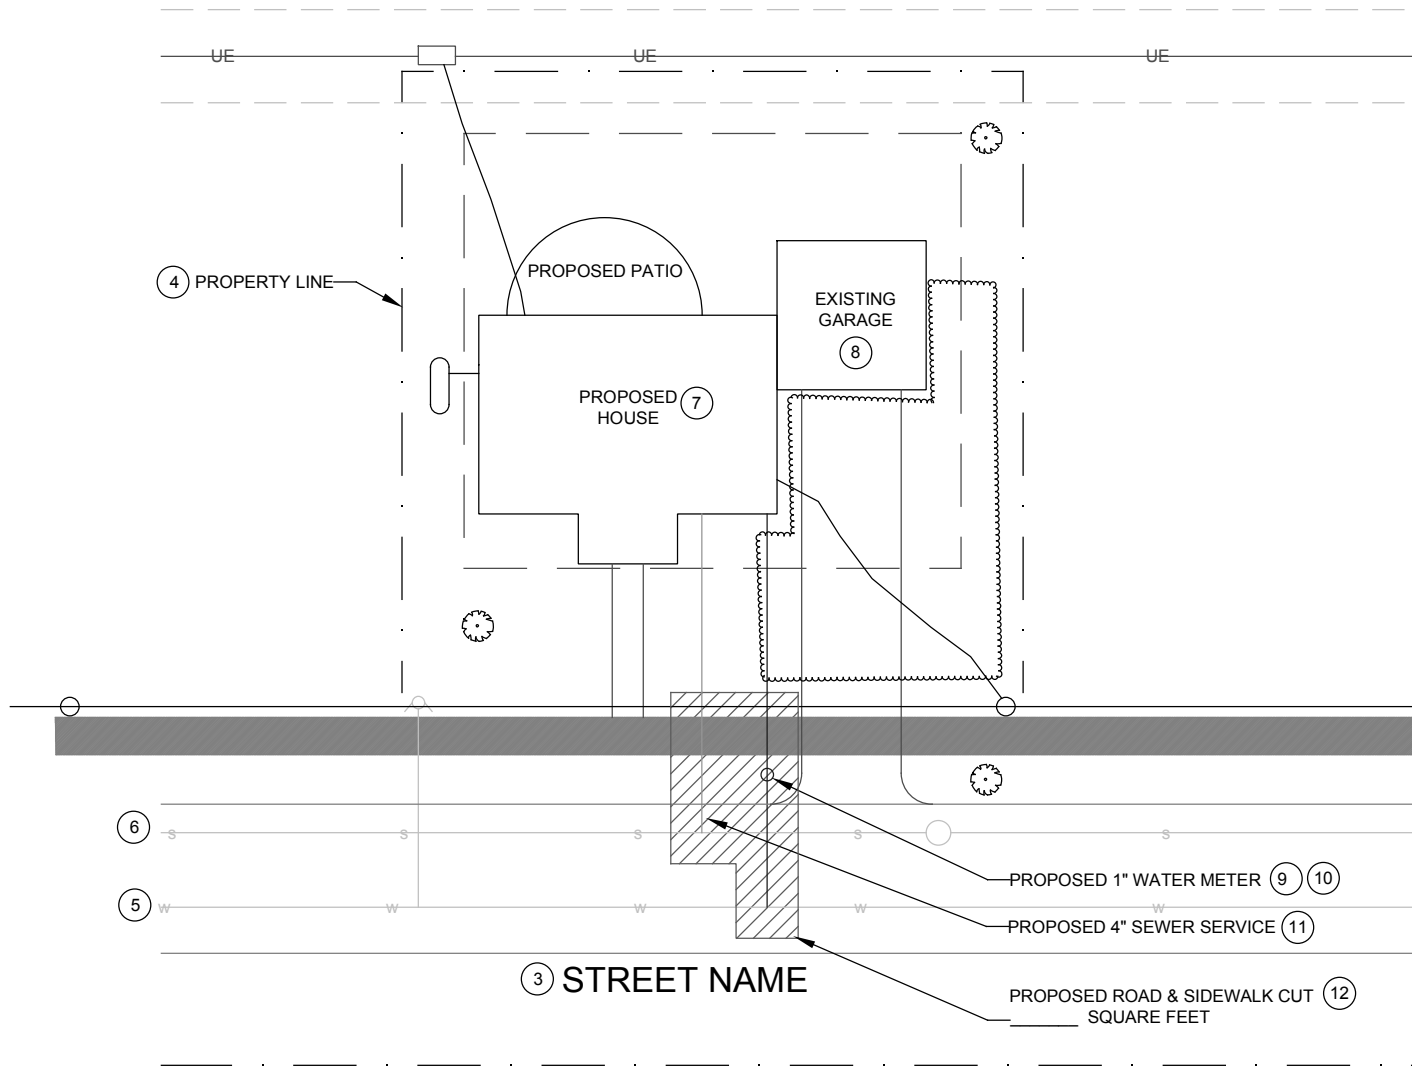 UE UE UE
PROPOSED PATIO
4 PROPERTY LINE
EXISTING
GARAGE
8
PROPOSED 7
HOUSE
6 S S S S S
PROPOSED 1" WATER METER 9 10
5 W W W W W
PROPOSED 4" SEWER SERVICE 11
3 STREET NAME
PROPOSED ROAD & SIDEWALK CUT 12
_______ SQUARE FEET